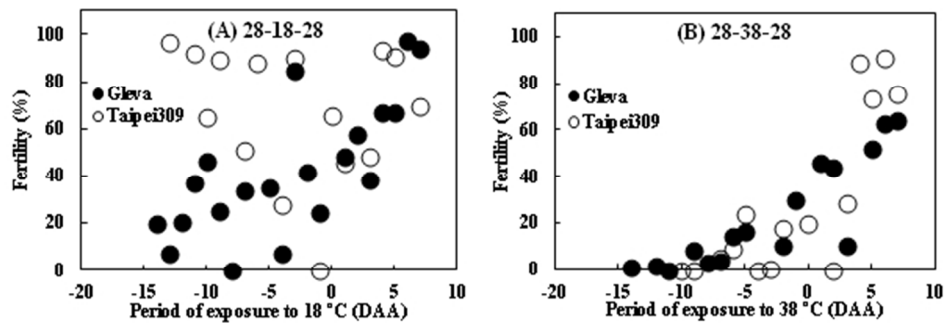 (A) 28-18-28
100
80
60
40
20
0
Fertility (%)
Gleva
Taipei309
-20
-15
-10
-5
0
5
10
Period of exposure to 18 °C (DAA)
(B) 28-38-28
100
80
60
40
20
0
Fertility (%)
Gleva
Taipei309
-20
-15
-10
-5
0
5
10
Period of exposure to 38 °C (DAA)